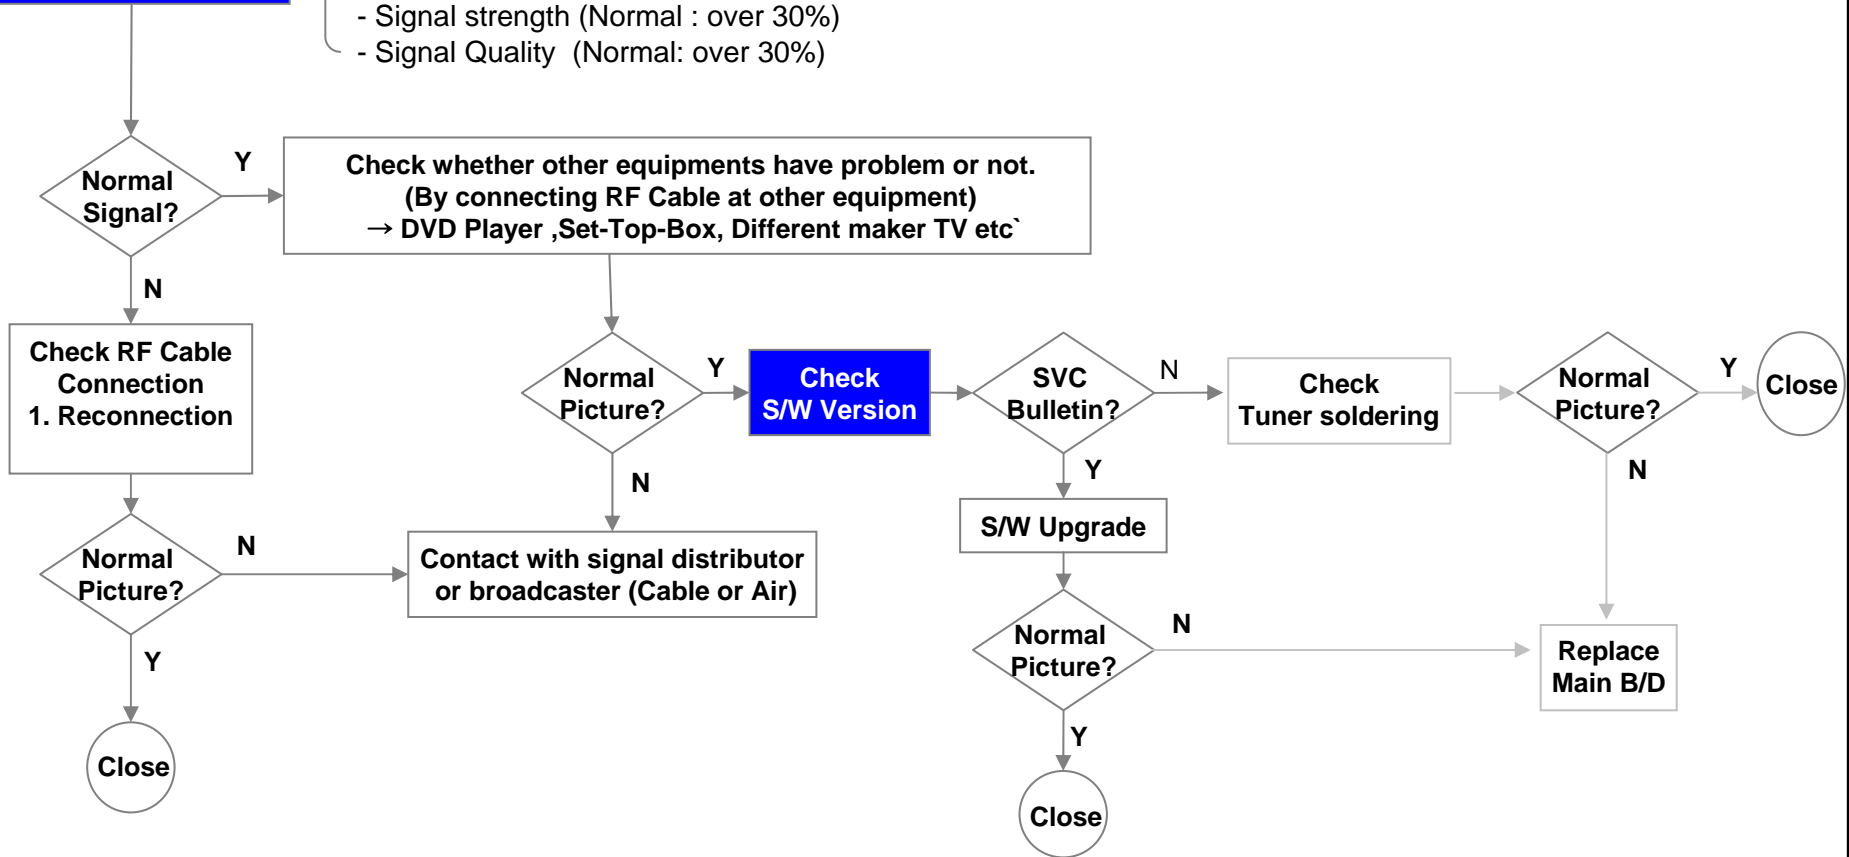 - Signal strength (Normal : over 30%)
- Signal Quality  (Normal: over 30%)
Normal
Signal?
Y
N
Check whether other equipments have problem or not.
(By connecting RF Cable at other equipment)
→ DVD Player ,Set-Top-Box, Different maker TV etc`
Check RF Cable
Connection
1. Reconnection
Normal
Picture?
N
Y
Close
Normal
Picture?
Y
N
Contact with signal distributor
or broadcaster (Cable or Air)
Check
S/W Version
SVC
Bulletin?
N
Y
S/W Upgrade
Normal
Picture?
N
Y
Close
Check
Tuner soldering
Normal
Picture?
Y
N
Close
Replace
Main B/D